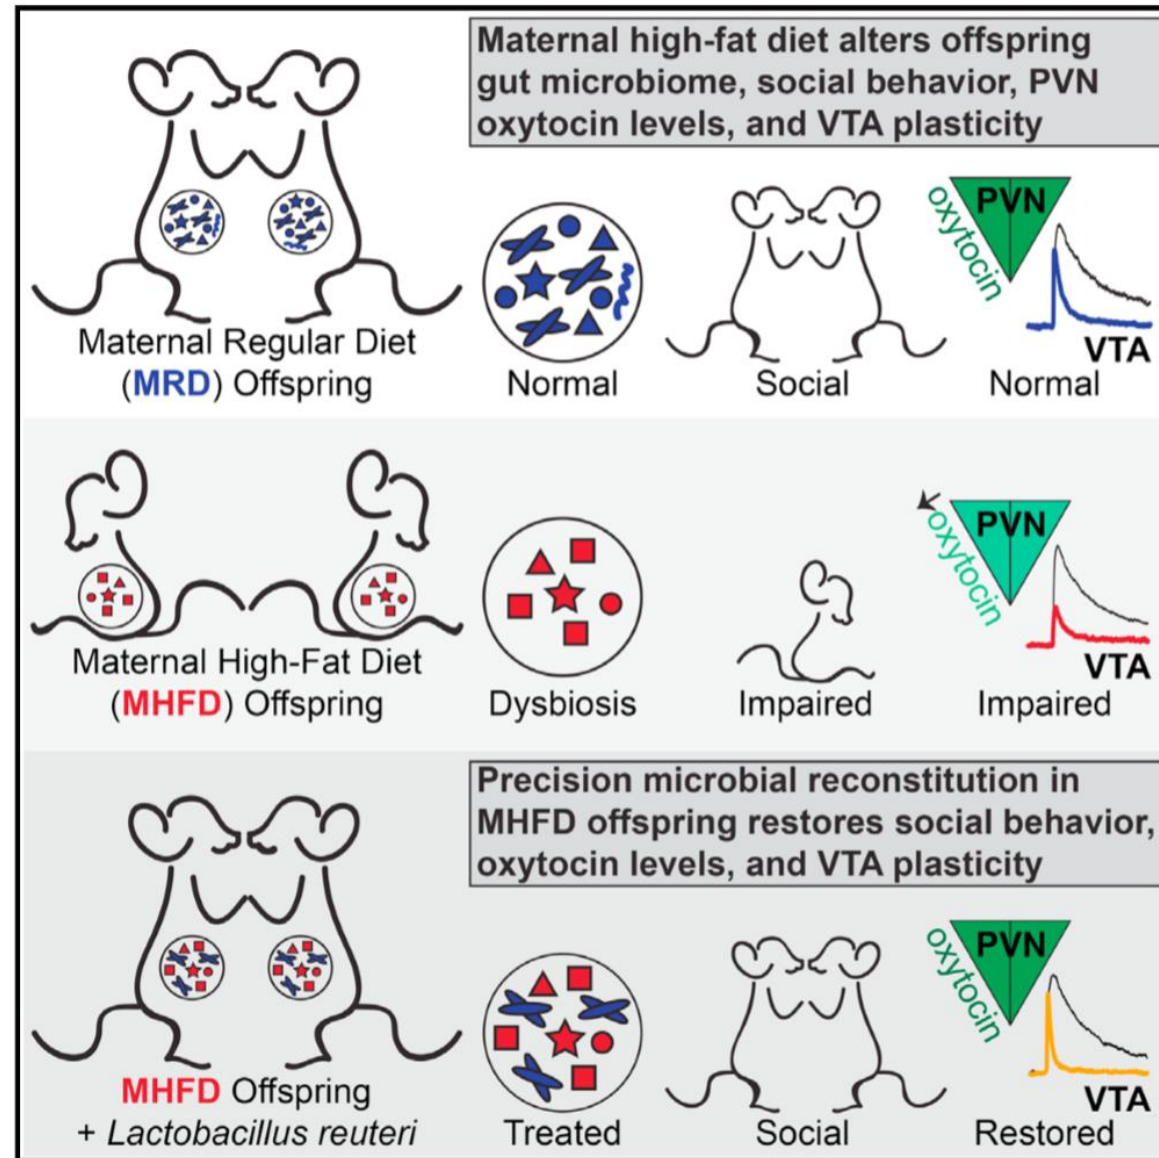 Maternal high-fat diet alters offspring
gut microbiome, social behavior, PVN
oxytocin levels, and VTA plasticity
PVN
oxytocin
VTA
Maternal Regular Diet
(MRD) Offspring
Normal
Social
Normal
PVN
oxytocin
VTA
Maternal High-Fat Diet
(MHFD) Offspring
Dysbiosis
Impaired
Impaired
Precision microbial reconstitution in
MHFD offspring restores social behavior,
oxytocin levels, and VTA plasticity
PVN
oxytocin
VTA
MHFD Offspring
+ Lactobacillus reuteri
Treated
Social
Restored